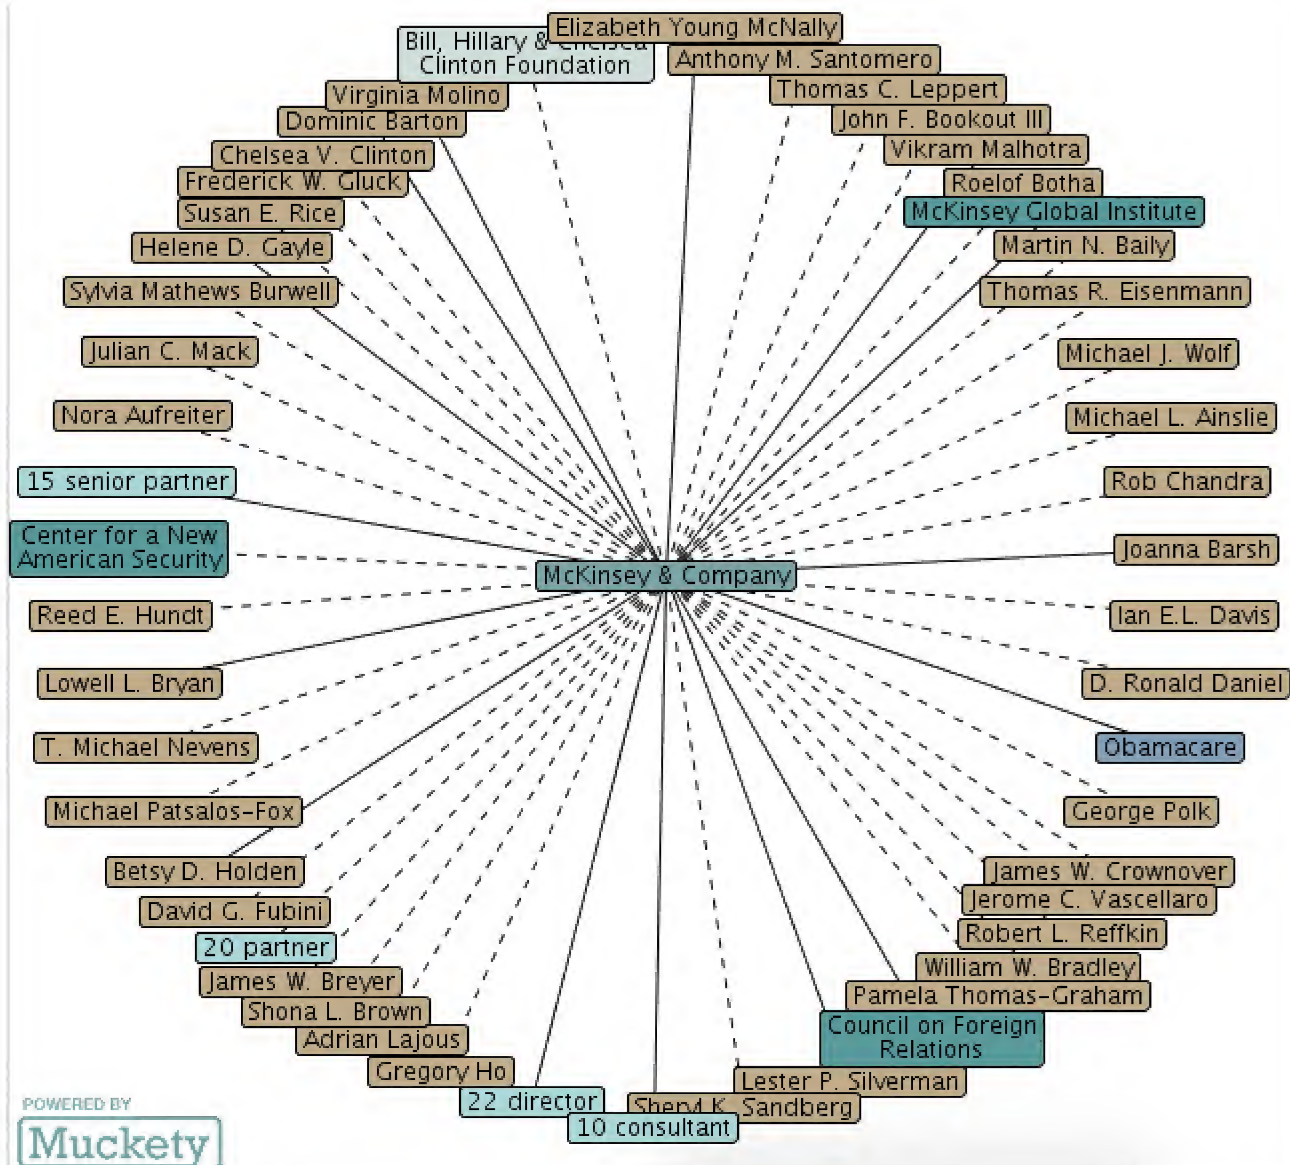 Elizabeth Young McNally
Bill, Hillary & Chelsea
Clinton Foundation
Anthony M. Santomero
Virginia Molino
Thomas C. Leppert
Dominic Barton
John F. Bookout III
Chelsea V. Clinton
Vikram Malhotra
Frederick W. Gluck
Roelof Botha
Susan E. Rice
McKinsey Global Institute
Helene D. Gayle
Martin N. Baily
Sylvia Mathews Burwell
Thomas R. Eisenmann
Julian C. Mack
Michael J. Wolf
Nora Aufreiter
Michael L. Ainslie
15 senior partner
Rob Chandra
Center for a New
American Security
Joanna Barsh
McKinsey & Company
Reed E. Hundt
Ian E.L. Davis
Lowell L. Bryan
D. Ronald Daniel
T. Michael Nevens
Obamacare
Michael Patsalos-Fox
George Polk
Betsy D. Holden
James W. Crownover
David G. Fubini
Jerome C. Vascellaro
20 partner
Robert L. Reffkin
James W. Breyer
William W. Bradley
Shona L. Brown
Pamela Thomas-Graham
Adrian Lajous
Council on Foreign
Relations
Gregory Ho
Lester P. Silverman
22 director
Sheryl K. Sandberg
10 consultant
POWERED BY
Muckety